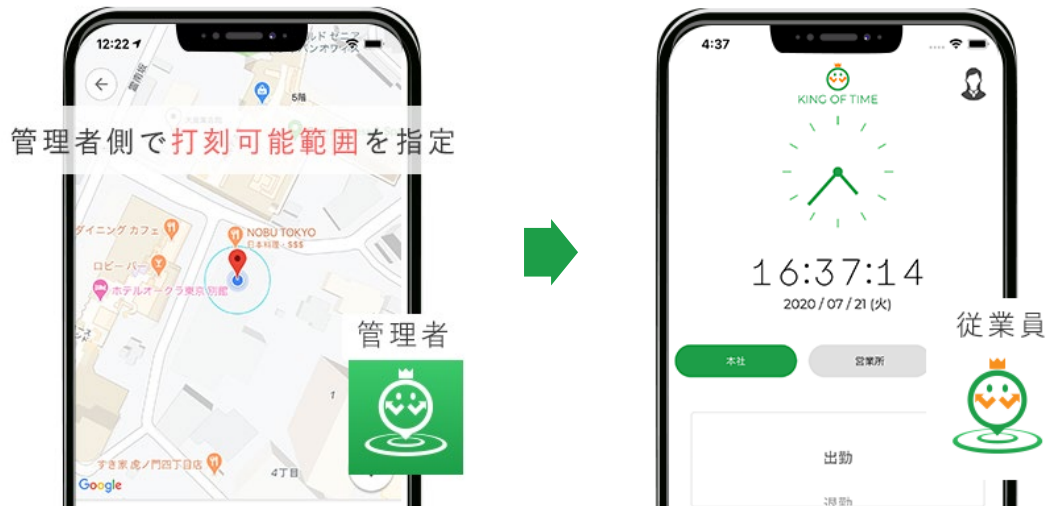 12:22
5階
管理者側で打刻可能範囲を指定
ダイニング カフェ
NOBU TOKYO
日本料理・$$$
ロビー バー
ホテルオークラ東京 別館
管理者
1
すき家 虎ノ門四丁目店
4丁目
Google
4:37
KING OF TIME
16:37:14
2020 / 07 / 21 (火)
従業員
本社
営業所
出勤
退勤